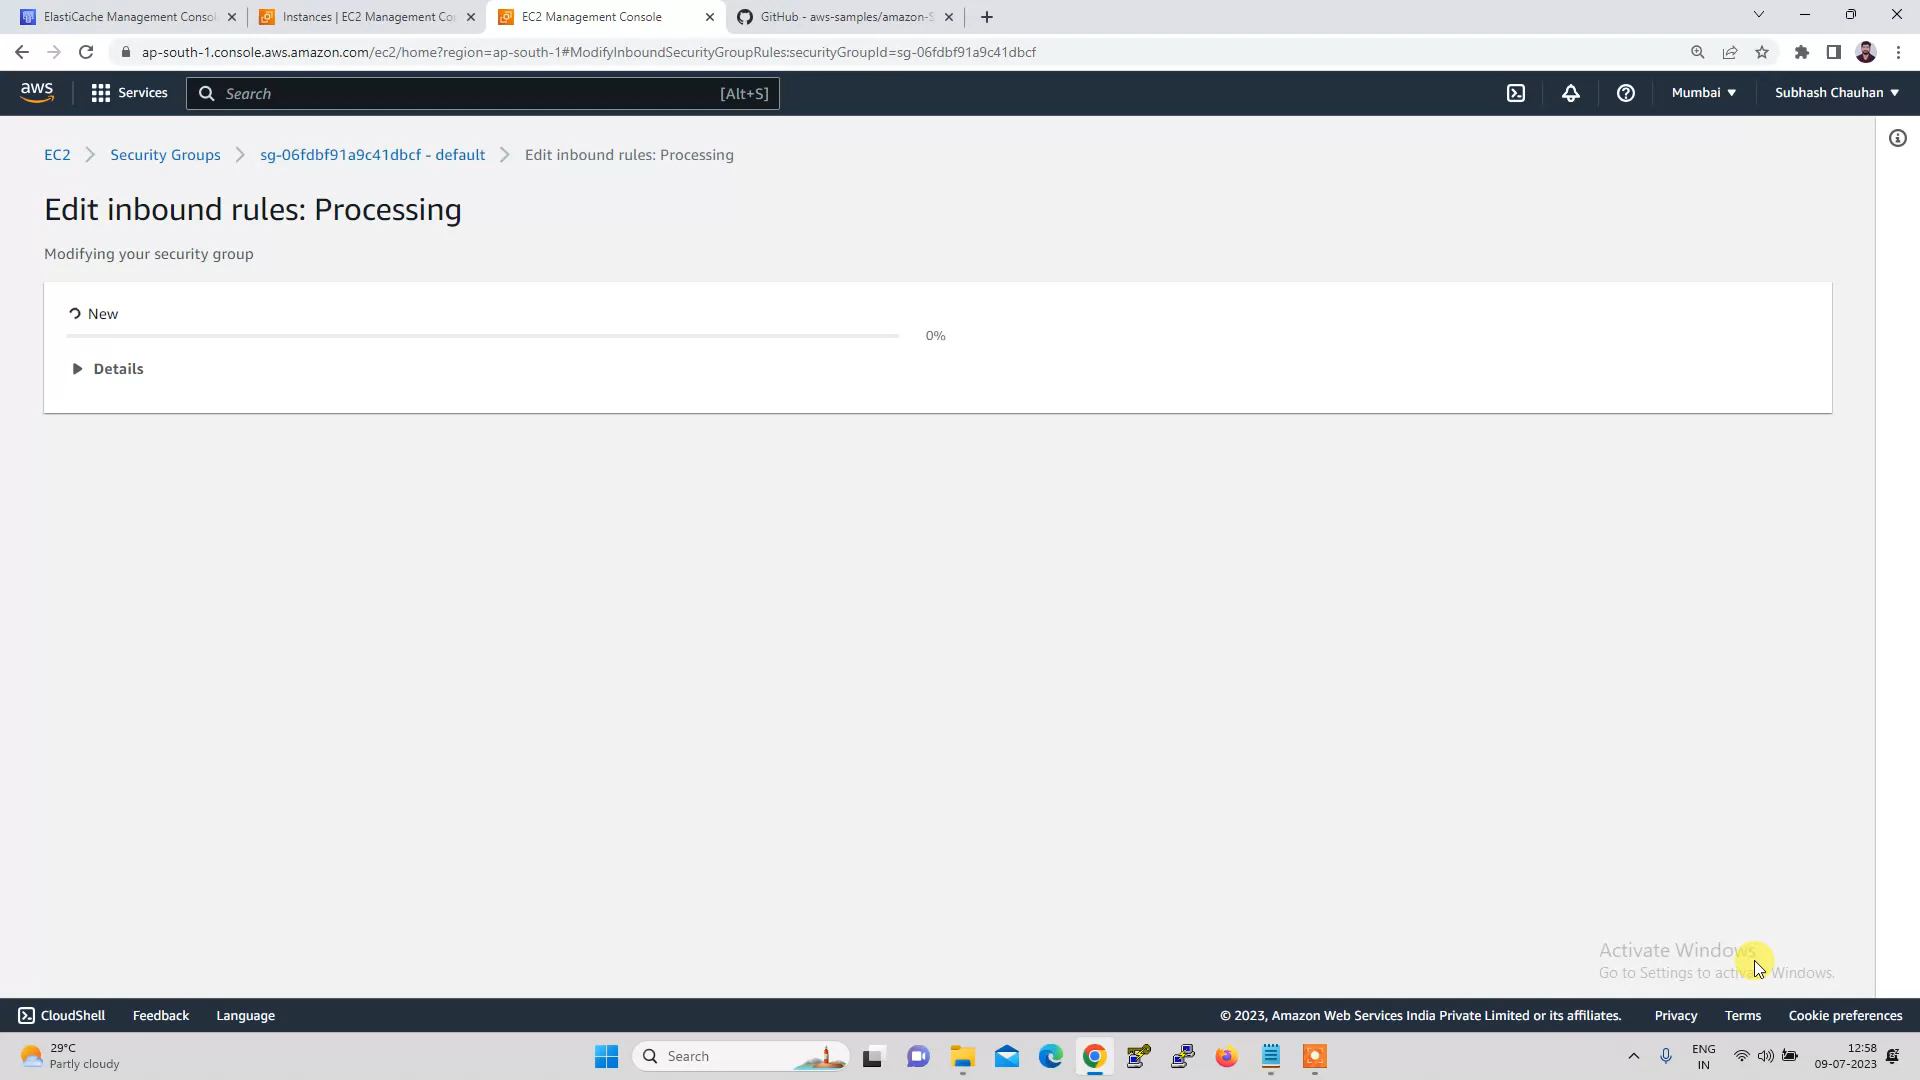 ElastiCache Management Consol
Instances | EC2 Management Co
EC2 Management Console
GitHub - aws-samples/amazon-S
ap-south-1.console.aws.amazon.com/ec2/home?region=ap-south-1#ModifyInboundSecurityGroupRules:securityGroupId=sg-06fdbf91a9c41dbcf
aws
Services
Search
[Alt+S]
Mumbai
Subhash Chauhan
EC2
Security Groups
sg-06fdbf91a9c41dbcf - default
Edit inbound rules: Processing
Edit inbound rules: Processing
Modifying your security group
New
0%
Details
Activate Windows
Go to Settings to activate Windows.
CloudShell
Feedback
Language
© 2023, Amazon Web Services India Private Limited or its affiliates.
Privacy
Terms
Cookie preferences
29°C
Partly cloudy
Search
ENG
IN
12:58
09-07-2023